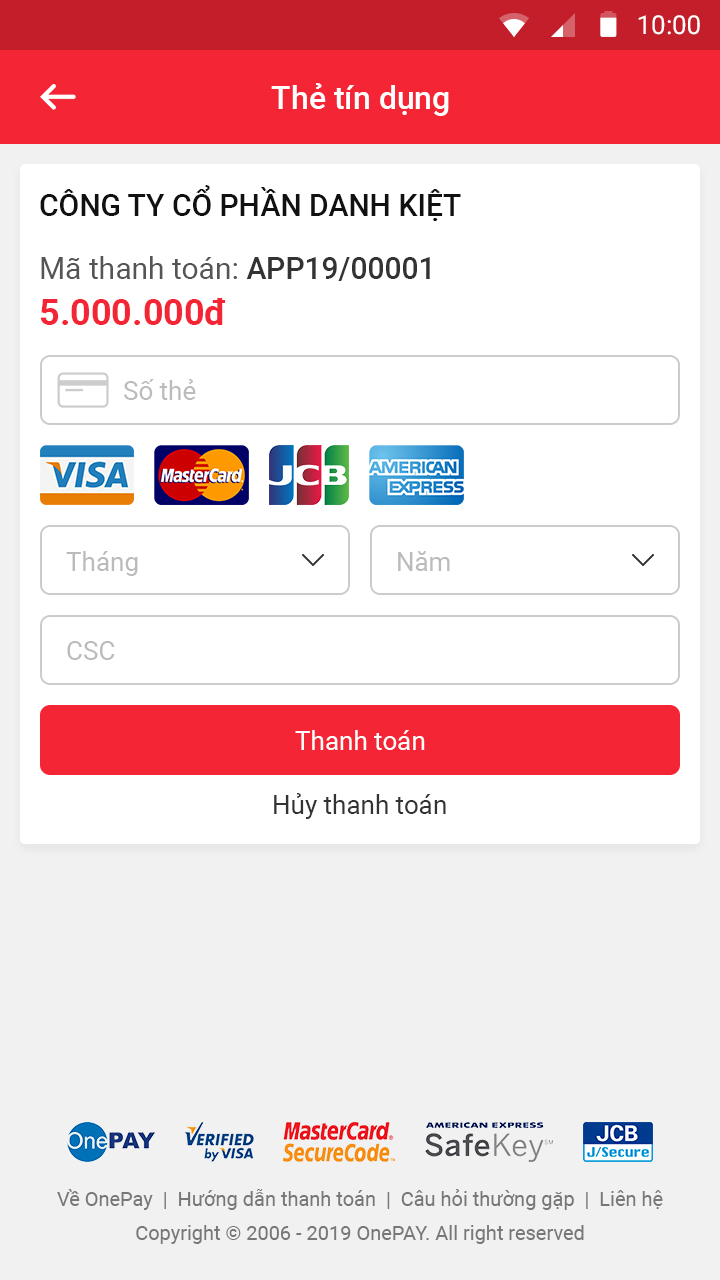 10:00
Thẻ tín dụng
CÔNG TY CỔ PHẦN DANH KIỆT
Mã thanh toán: APP19/00001
5.000.000đ
Số thẻ
VISA MasterCard JCB AMERICAN EXPRESS
Tháng Năm
CSC
Thanh toán
Hủy thanh toán
OnePAY VERIFIED by VISA MasterCard. SecureCode. AMERICAN EXPRESS SafeKey SM JCB J/Secure
Về OnePay | Hướng dẫn thanh toán | Câu hỏi thường gặp | Liên hệ
Copyright © 2006 - 2019 OnePAY. All right reserved